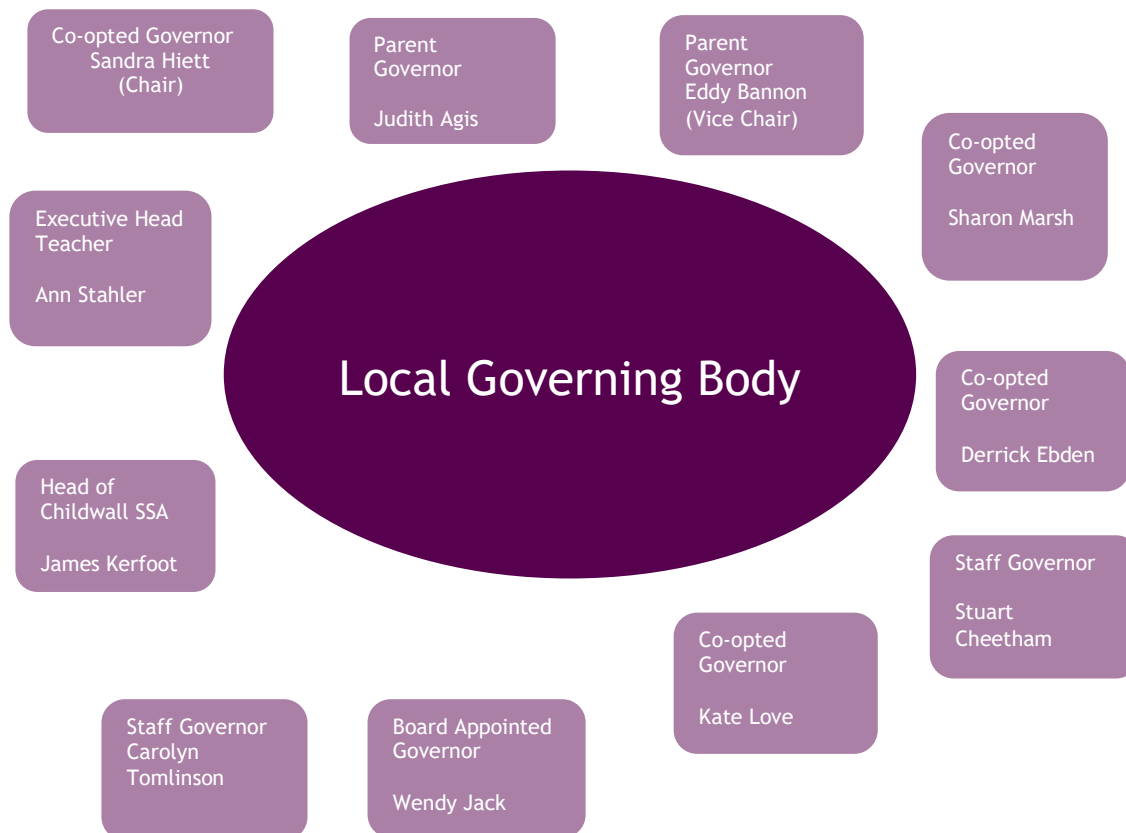 Co-opted Governor
Sandra Hiett
(Chair)
Parent
Governor
Judith Agis
Parent
Governor
Eddy Bannon
(Vice Chair)
Co-opted
Governor
Sharon Marsh
Executive Head
Teacher
Ann Stahler
Local Governing Body
Co-opted
Governor
Derrick Ebden
Head of
Childwall SSA
James Kerfoot
Staff Governor
Stuart
Cheetham
Co-opted
Governor
Kate Love
Staff Governor
Carolyn
Tomlinson
Board Appointed
Governor
Wendy Jack